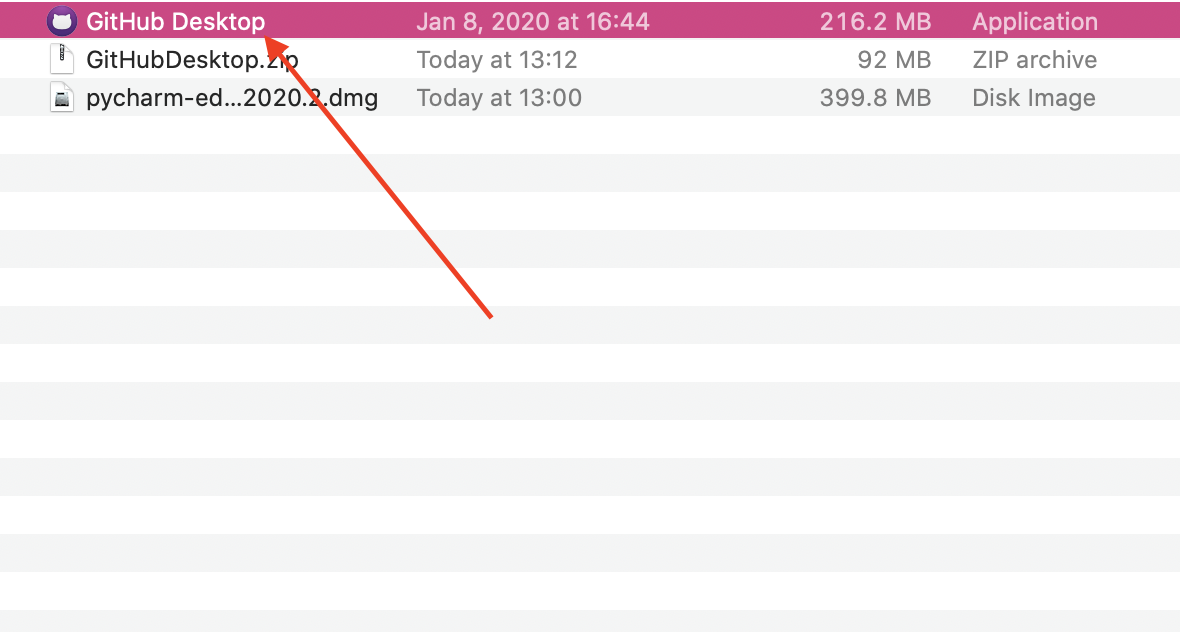 GitHub Desktop Jan 8, 2020 at 16:44 216.2 MB Application
GitHubDesktop.zip Today at 13:12 92 MB ZIP archive
pycharm-ed...2020.2.dmg Today at 13:00 399.8 MB Disk Image